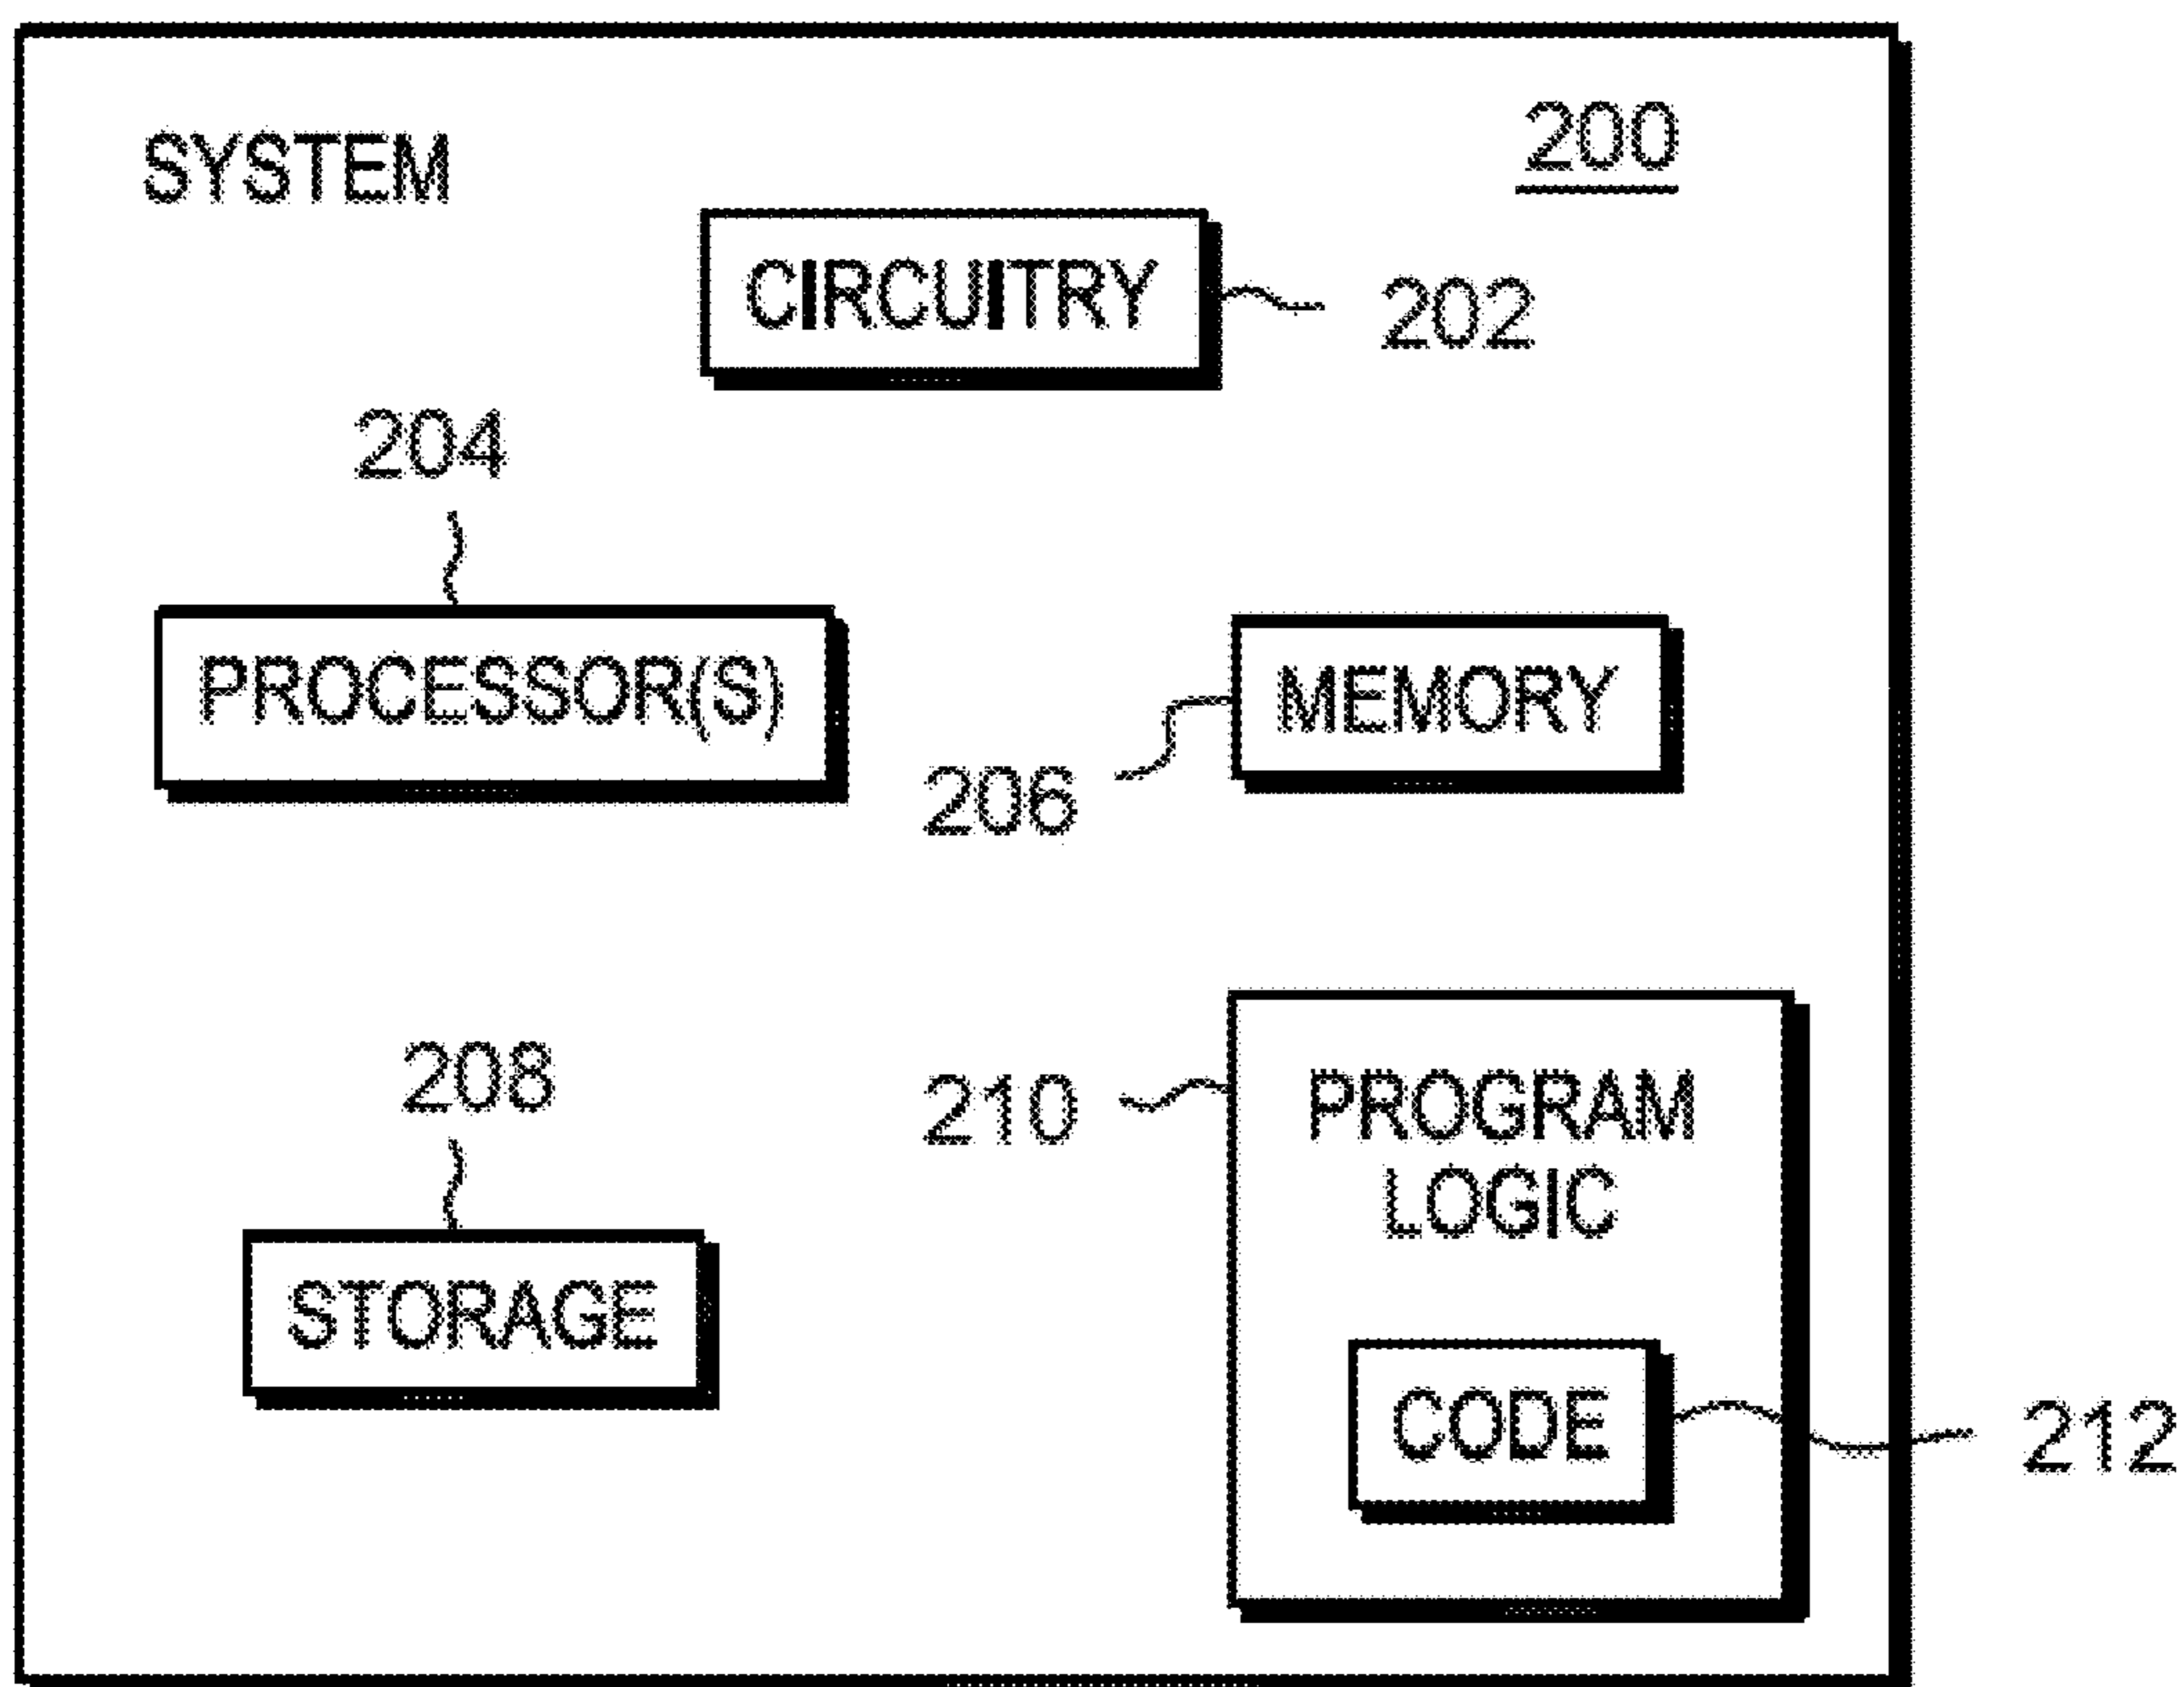 SYSTEM
200
CIRCUITRY
202
204
PROCESSOR(S)
MEMORY
206
208
210
PROGRAM
LOGIC
STORAGE
CODE
212